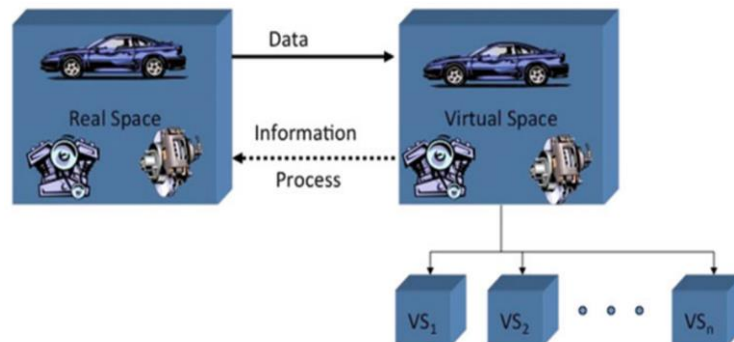 Data
Real Space
Virtual Space
Information
Process
VS₁
VS₂
VSₙ